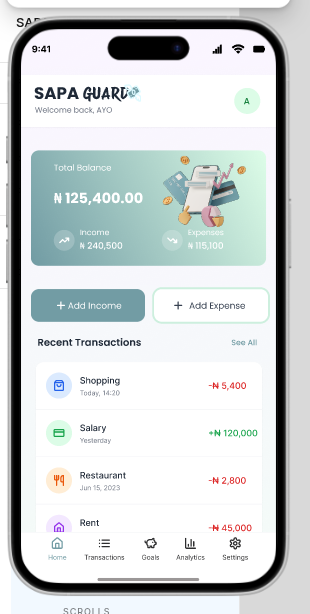 SAP
9:41
SAPA GUARD
Welcome back, AYO
A
Total Balance
₦ 125,400.00
Income
₦ 240,500
Expenses
₦ 115,100
+ Add Income
+ Add Expense
Recent Transactions
See All
Shopping
Today, 14:20
-₦ 5,400
Salary
Yesterday
+₦ 120,000
Restaurant
Jun 15, 2023
-₦ 2,800
Rent
-₦ 45,000
Home
Transactions
Goals
Analytics
Settings
SCROLLS